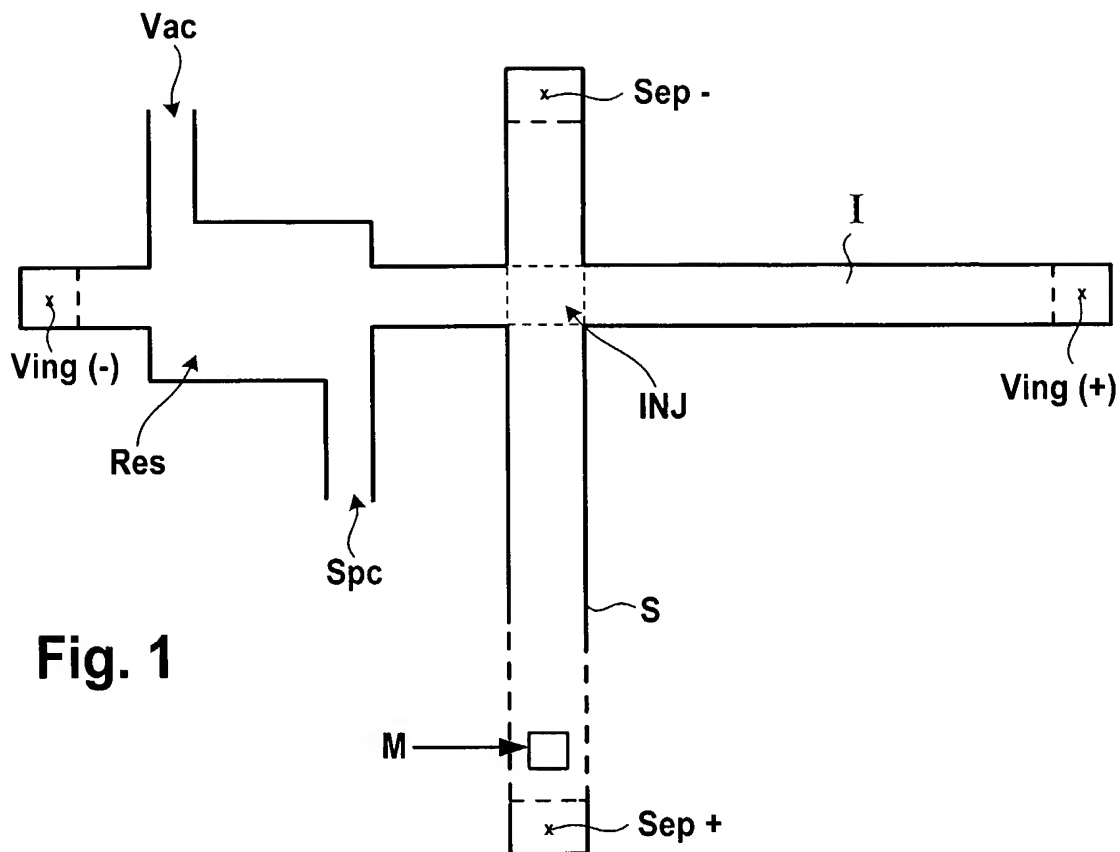 Vac
Sep -
I
Ving (-)
INJ
Ving (+)
Res
Spc
S
Fig. 1
M
Sep +